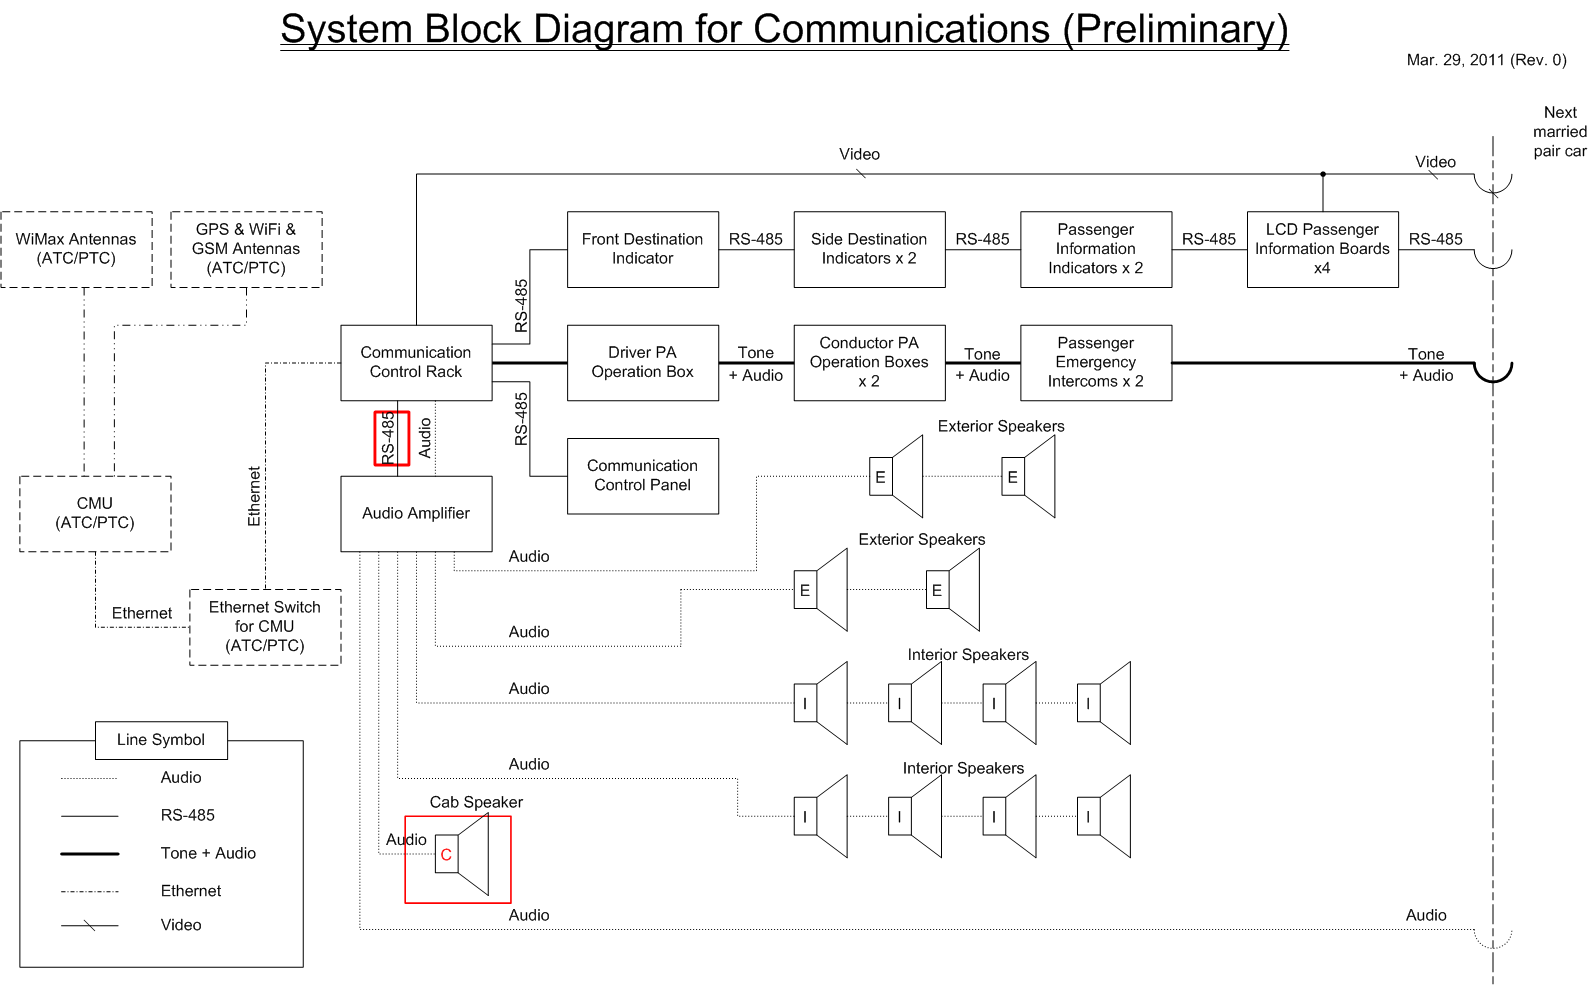 System Block Diagram for Communications (Preliminary)
Mar. 29, 2011 (Rev. 0)
Next
married
pair car
Video
Video
WiMax Antennas
(ATC/PTC)
GPS & WiFi &
GSM Antennas
(ATC/PTC)
Front Destination
Indicator
RS-485
Side Destination
Indicators x 2
RS-485
Passenger
Information
Indicators x 2
RS-485
LCD Passenger
Information Boards
x4
RS-485
RS-485
Communication
Control Rack
Driver PA
Operation Box
Tone
+ Audio
Conductor PA
Operation Boxes
x 2
Tone
+ Audio
Passenger
Emergency
Intercoms x 2
Tone
+ Audio
RS-485
Audio
RS-485
Communication
Control Panel
Exterior Speakers
E
E
CMU
(ATC/PTC)
Ethernet
Audio Amplifier
Audio
Exterior Speakers
E
E
Ethernet
Ethernet Switch
for CMU
(ATC/PTC)
Audio
Interior Speakers
Audio
I
I
I
I
Audio
Interior Speakers
I
I
I
I
Cab Speaker
Audio
C
Audio
Audio
Line Symbol
Audio
RS-485
Tone + Audio
Ethernet
Video